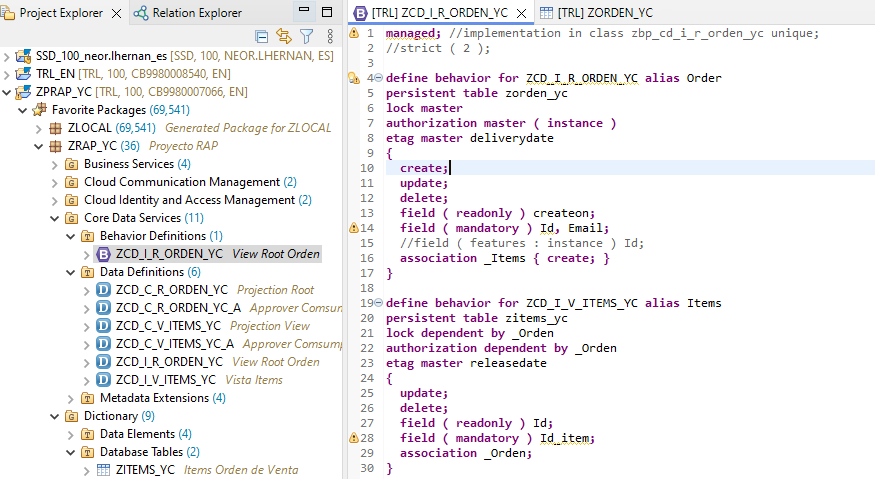 Project Explorer
Relation Explorer
SSD_100_neor.lhernan_es [SSD, 100, NEOR.LHERNAN, ES]
TRL_EN [TRL, 100, CB9980008540, EN]
ZPRAP_YC [TRL, 100, CB9980007066, EN]
Favorite Packages (69,541)
ZLOCAL (69,541) Generated Package for ZLOCAL
ZRAP_YC (36) Proyecto RAP
Business Services (4)
Cloud Communication Management (2)
Cloud Identity and Access Management (2)
Core Data Services (11)
Behavior Definitions (1)
ZCD_I_R_ORDEN_YC View Root Orden
Data Definitions (6)
ZCD_C_R_ORDEN_YC Projection Root
ZCD_C_R_ORDEN_YC_A Approver Comsum
ZCD_C_V_ITEMS_YC Projection View
ZCD_C_V_ITEMS_YC_A Approver Comsump
ZCD_I_R_ORDEN_YC View Root Orden
ZCD_I_V_ITEMS_YC Vista Items
Metadata Extensions (4)
Dictionary (9)
Data Elements (4)
Database Tables (2)
ZITEMS_YC Items Orden de Venta
[TRL] ZCD_I_R_ORDEN_YC
[TRL] ZORDEN_YC
1 managed; //implementation in class zbp_cd_i_r_orden_yc unique;
2 //strict ( 2 );
3
4 define behavior for ZCD_I_R_ORDEN_YC alias Order
5 persistent table zorden_yc
6 lock master
7 authorization master ( instance )
8 etag master deliverydate
9 {
10 create;
11 update;
12 delete;
13 field ( readonly ) createon;
14 field ( mandatory ) Id, Email;
15 //field ( features : instance ) Id;
16 association _Items { create; }
17 }
18
19 define behavior for ZCD_I_V_ITEMS_YC alias Items
20 persistent table zitems_yc
21 lock dependent by _Orden
22 authorization dependent by _Orden
23 etag master releasedate
24 {
25 update;
26 delete;
27 field ( readonly ) Id;
28 field ( mandatory ) Id_item;
29 association _Orden;
30 }